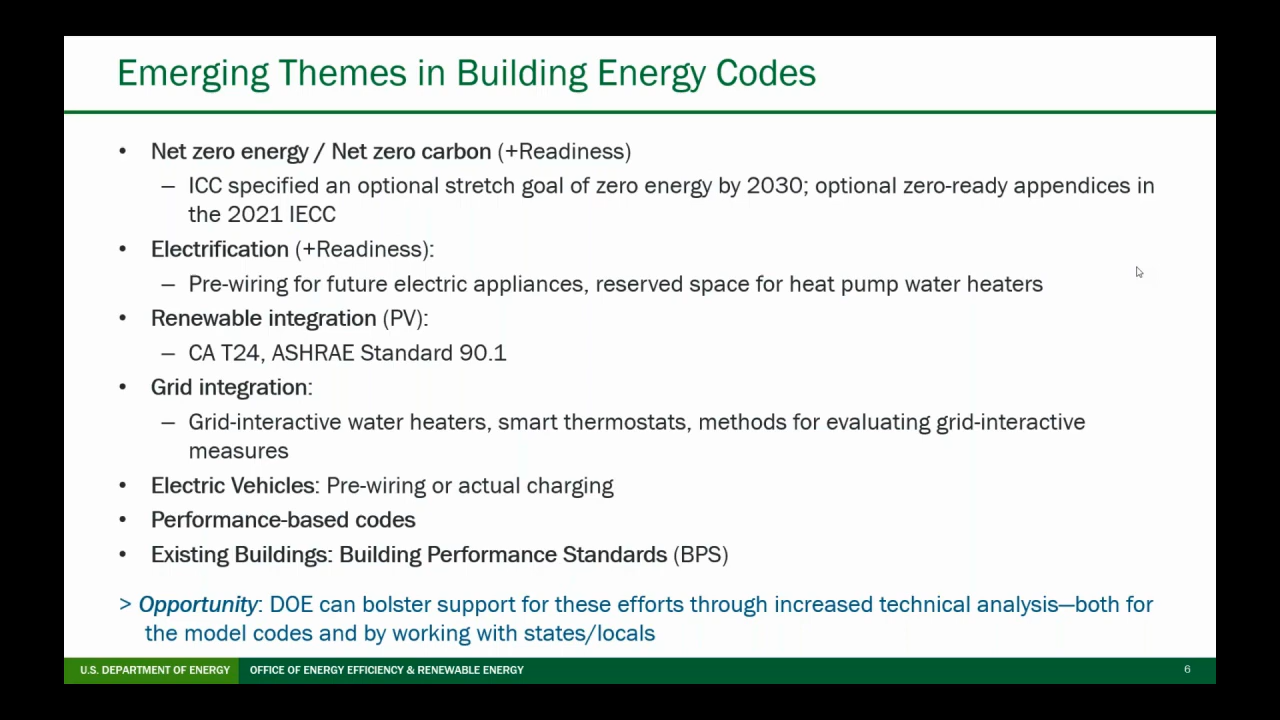 Emerging Themes in Building Energy Codes
• Net zero energy / Net zero carbon (+Readiness)
– ICC specified an optional stretch goal of zero energy by 2030; optional zero-ready appendices in
the 2021 IECC
• Electrification (+Readiness):
– Pre-wiring for future electric appliances, reserved space for heat pump water heaters
• Renewable integration (PV):
– CA T24, ASHRAE Standard 90.1
• Grid integration:
– Grid-interactive water heaters, smart thermostats, methods for evaluating grid-interactive
measures
• Electric Vehicles: Pre-wiring or actual charging
• Performance-based codes
• Existing Buildings: Building Performance Standards (BPS)
> Opportunity: DOE can bolster support for these efforts through increased technical analysis—both for
the model codes and by working with states/locals
U.S. DEPARTMENT OF ENERGY OFFICE OF ENERGY EFFICIENCY & RENEWABLE ENERGY 6